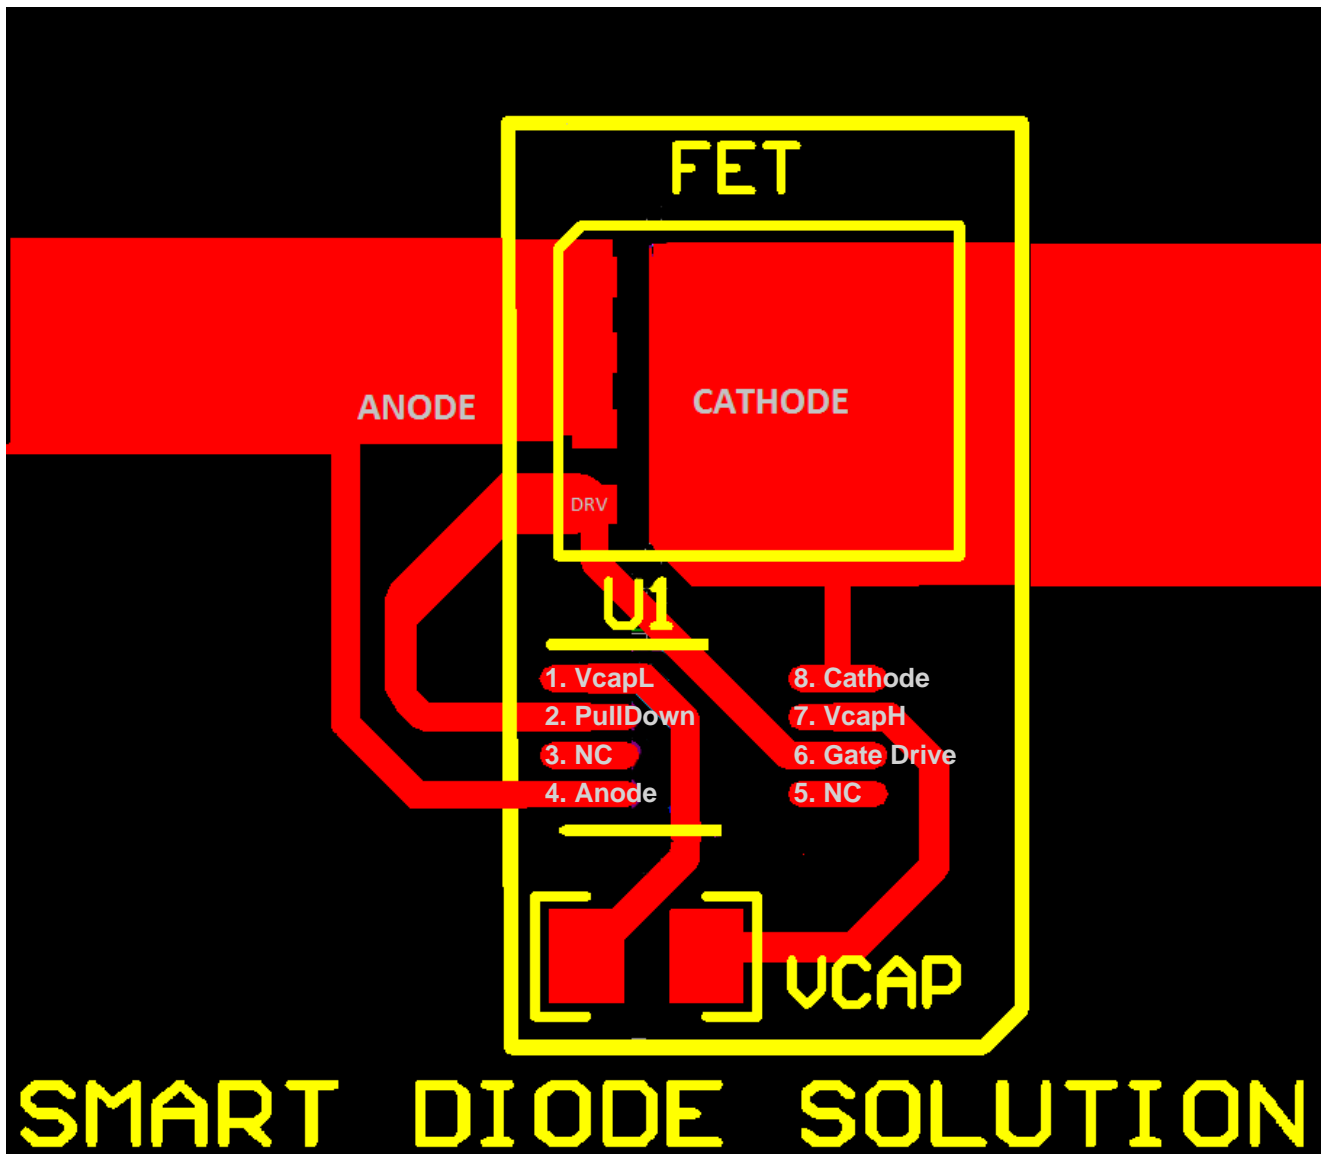 FET
ANODE
CATHODE
DRV
U1
1. VcapL
8. Cathode
2. PullDown
7. VcapH
3. NC
6. Gate Drive
4. Anode
5. NC
VCAP
SMART DIODE SOLUTION